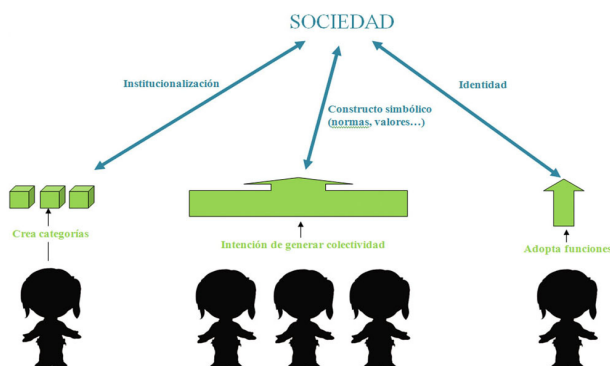 SOCIEDAD
Institucionalización
Identidad
Constructo simbólico
(normas, valores...)
Crea categorías
Intención de generar colectividad
Adopta funciones